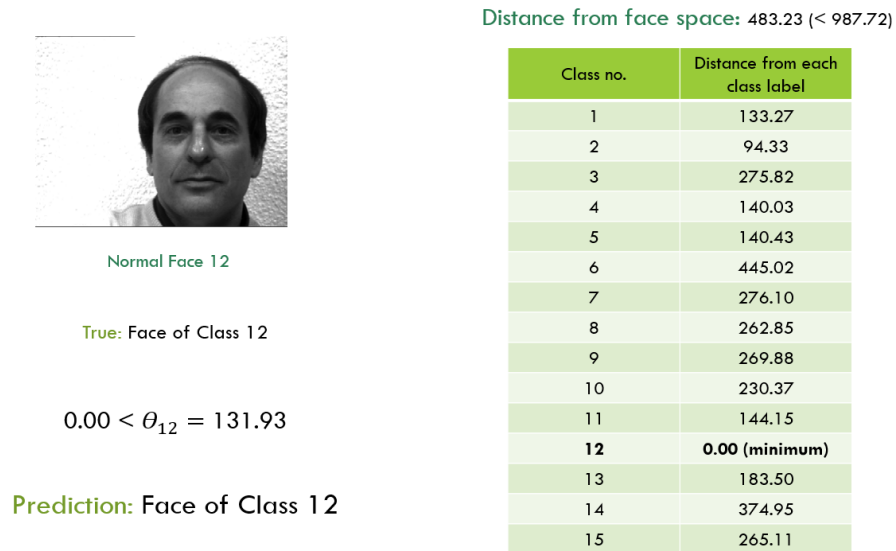 Distance from face space: 483.23 (< 987.72)
Normal Face 12
True: Face of Class 12
0.00 < θ₁₂ = 131.93
Prediction: Face of Class 12
Class no. Distance from each class label
1 133.27
2 94.33
3 275.82
4 140.03
5 140.43
6 445.02
7 276.10
8 262.85
9 269.88
10 230.37
11 144.15
12 0.00 (minimum)
13 183.50
14 374.95
15 265.11